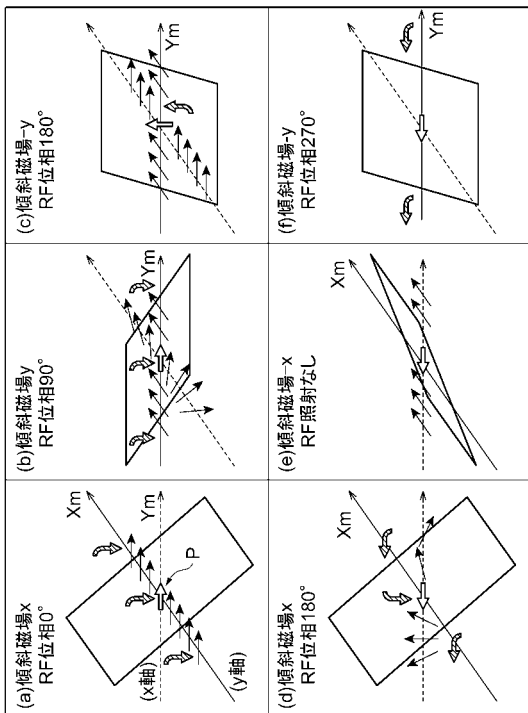 (a)傾斜磁場x
RF位相0°
Xm
Ym
P
(x軸)
(y軸)
(b)傾斜磁場y
RF位相90°
Ym
(c)傾斜磁場-y
RF位相180°
Ym
(d)傾斜磁場x
RF位相180°
Xm
(e)傾斜磁場-x
RF照射なし
Xm
(f)傾斜磁場-y
RF位相270°
Ym